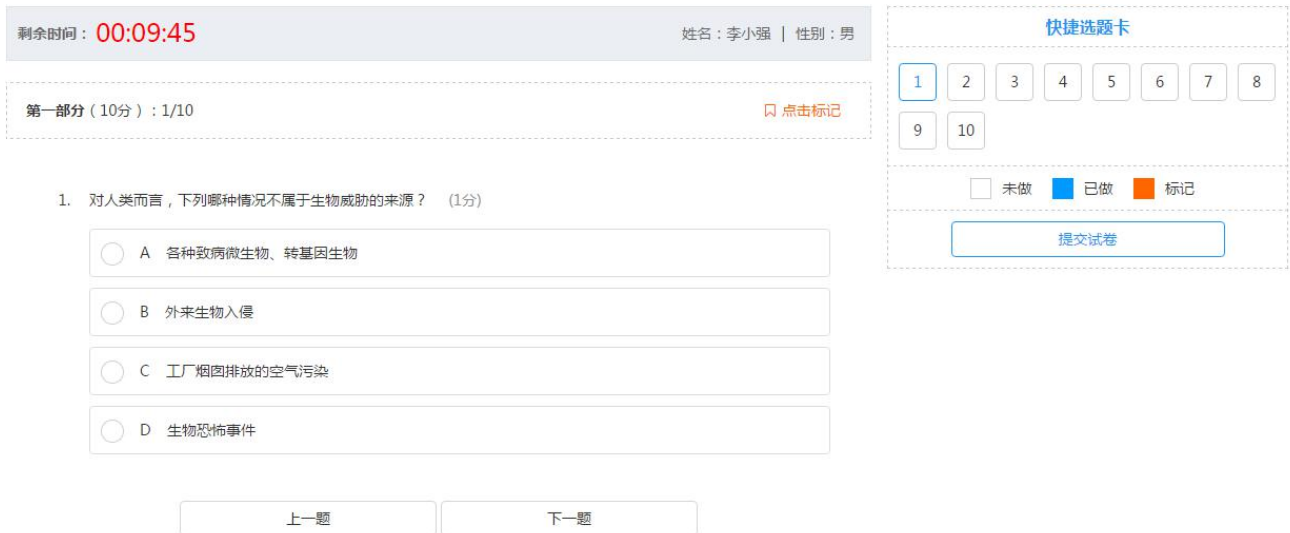 剩余时间：00:09:45
姓名：李小强 | 性别：男
第一部分（10分）：1/10
点击标记
1. 对人类而言，下列哪种情况不属于生物威胁的来源？ (1分)
A 各种致病微生物、转基因生物
B 外来生物入侵
C 工厂烟囱排放的空气污染
D 生物恐怖事件
上一题 下一题
快捷选题卡
1 2 3 4 5 6 7 8
9 10
未做 已做 标记
提交试卷